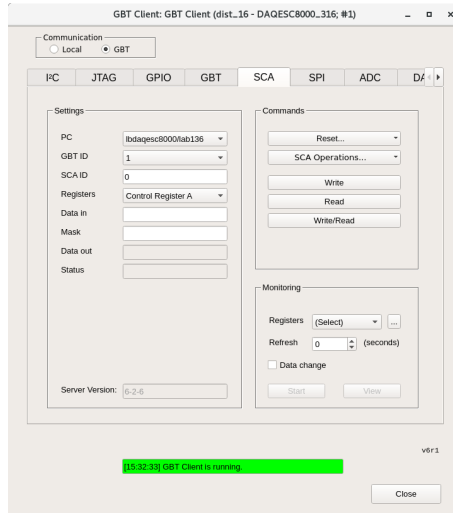 GBT Client: GBT Client (dist_16 - DAQESC8000_316; #1)
Communication
Local GBT
I²C JTAG GPIO GBT SCA SPI ADC DA
Settings
PC lbdaqesc8000/lab136
GBT ID 1
SCA ID 0
Registers Control Register A
Data in
Mask
Data out
Status
Server Version: 6-2-6
Commands
Reset...
SCA Operations...
Write
Read
Write/Read
Monitoring
Registers (Select) ...
Refresh 0 (seconds)
Data change
Start View
v6r1
[15:32:33] GBT Client is running.
Close